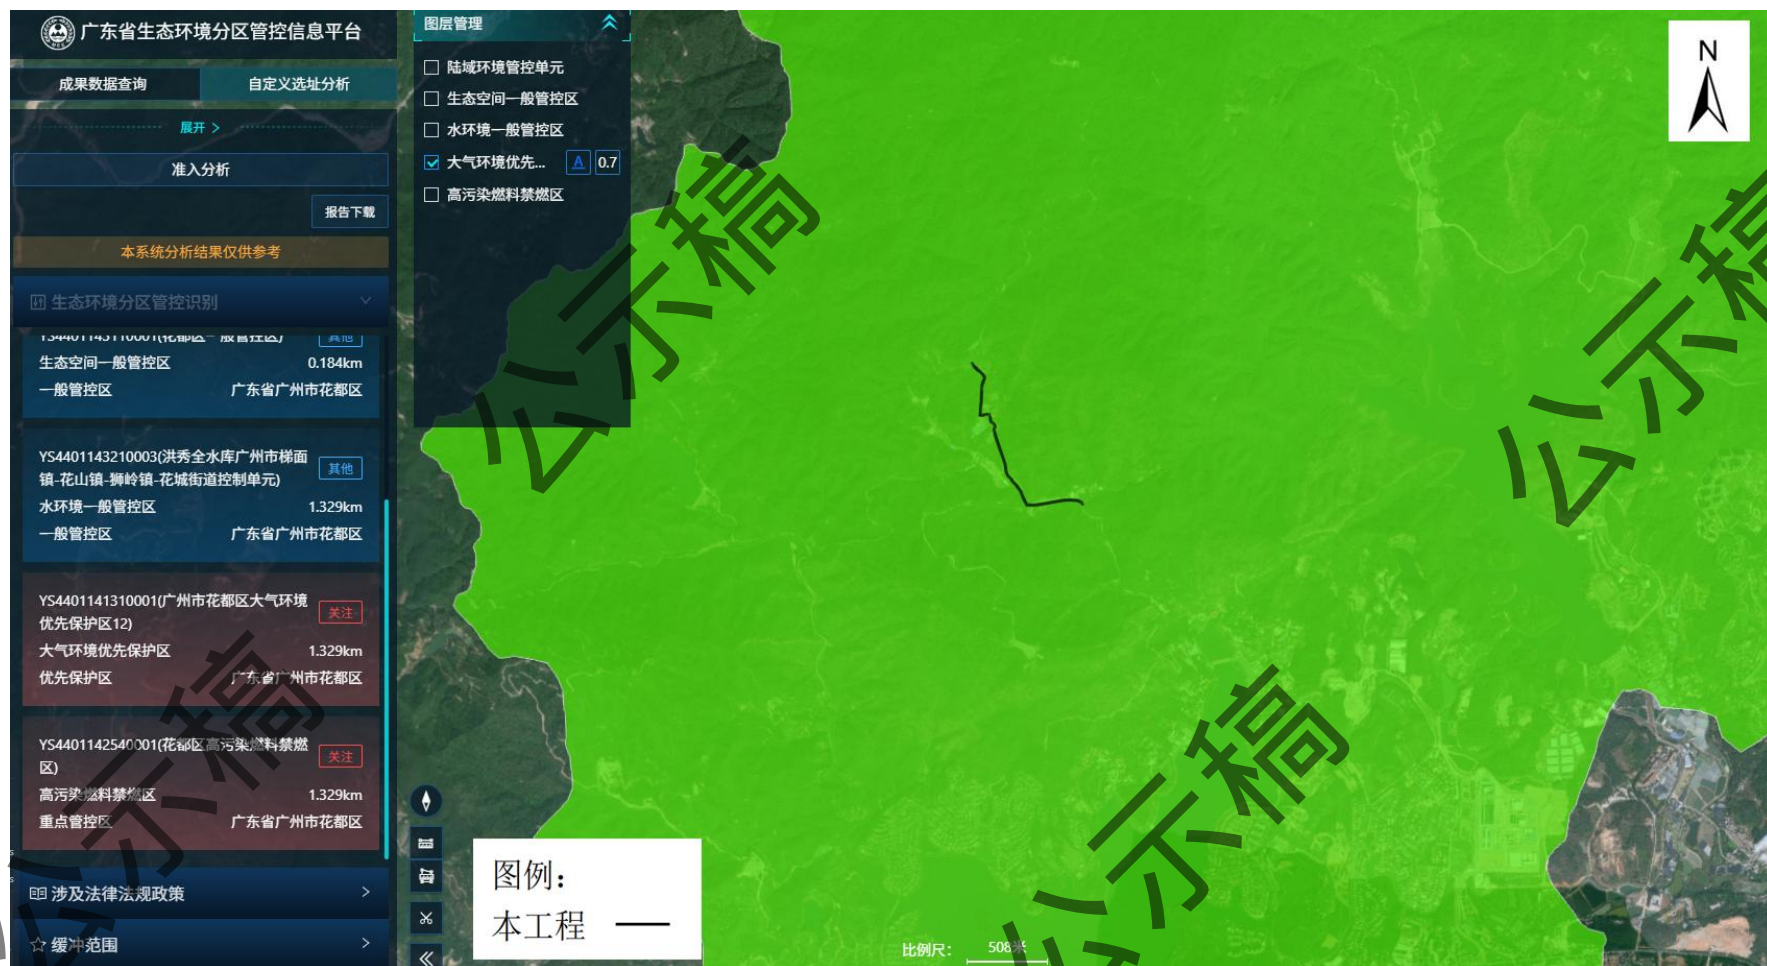 广东省生态环境分区管控信息平台
成果数据查询
自定义选址分析
展开 >
准入分析
报告下载
本系统分析结果仅供参考
生态环境分区管控识别
YS4401143110001(花都区一般管控区)
其他
生态空间一般管控区
0.184km
一般管控区
广东省广州市花都区
YS4401143210003(洪秀全水库广州市梯面
镇-花山镇-狮岭镇-花城街道控制单元)
其他
水环境一般管控区
1.329km
一般管控区
广东省广州市花都区
YS4401141310001(广州市花都区大气环境
优先保护区12)
关注
大气环境优先保护区
1.329km
优先保护区
广东省广州市花都区
YS4401142540001(花都区高污染燃料禁燃
区)
关注
高污染燃料禁燃区
1.329km
重点管控区
广东省广州市花都区
涉及法律法规政策
缓冲范围
图层管理
陆域环境管控单元
生态空间一般管控区
水环境一般管控区
大气环境优先...
A
0.7
高污染燃料禁燃区
N
图例：
本工程
比例尺：
508米
公示稿
公示稿
公示稿
公示稿